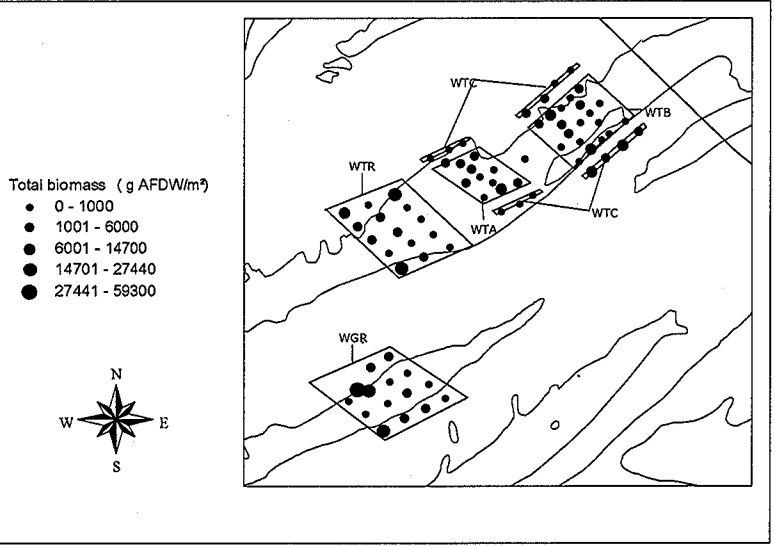 Total biomass ( g AFDW/m²)
0 - 1000
1001 - 6000
6001 - 14700
14701 - 27440
27441 - 59300
N
W E
S
WTC
WTB
WTR
WTC
WTA
WGR